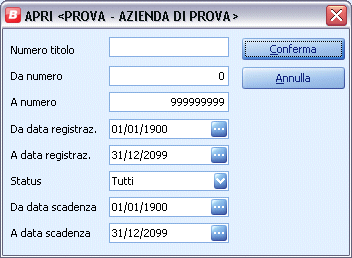 B APRI <PROVA - AZIENDA DI PROVA>
Numero titolo
Conferma
Da numero 0
Annulla
A numero 999999999
Da data registraz. 01/01/1900 ...
A data registraz. 31/12/2099 ...
Status Tutti
Da data scadenza 01/01/1900 ...
A data scadenza 31/12/2099 ...